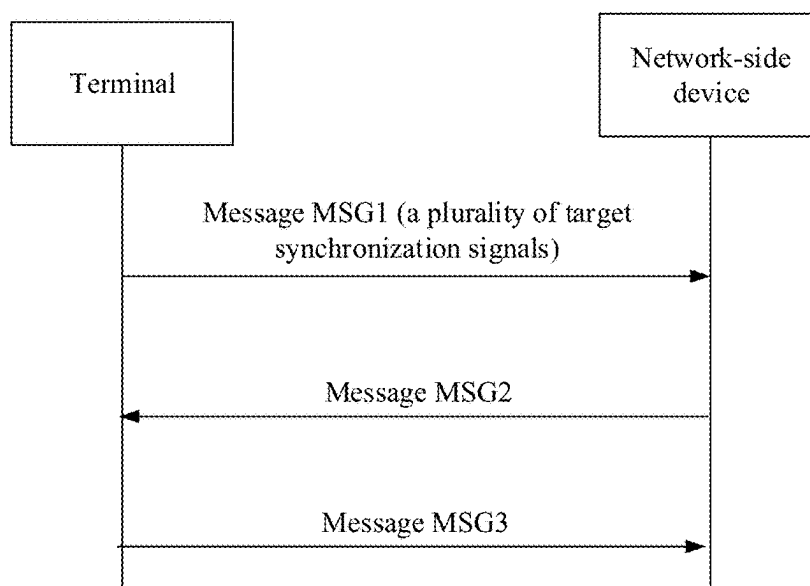 Terminal
Network-side
device
Message MSG1 (a plurality of target
synchronization signals)
Message MSG2
Message MSG3